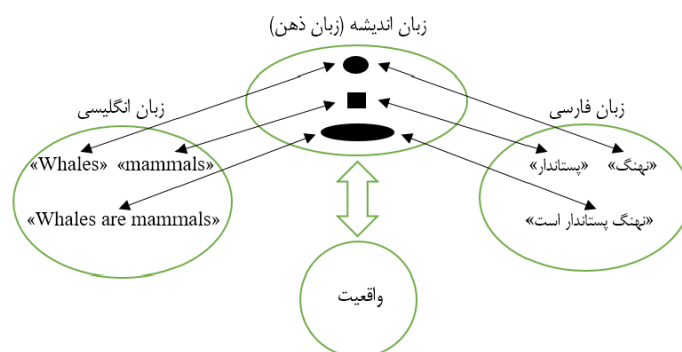 زبان اندیشه (زبان ذهن)
زبان انگلیسی
زبان فارسی
«Whales» «mammals»
«نهنگ» «پستاندار»
«Whales are mammals»
«نهنگ پستاندار است»
واقعیت